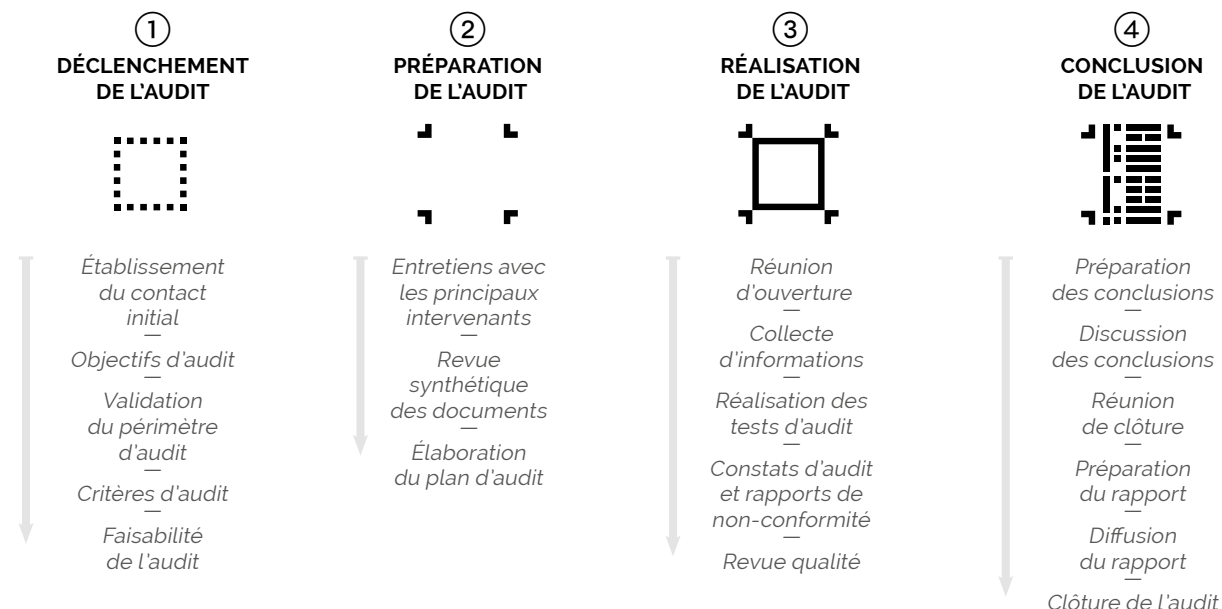 ①
DÉCLENCHEMENT
DE L'AUDIT
Établissement
du contact
initial
—
Objectifs d'audit
—
Validation
du périmètre
d'audit
—
Critères d'audit
—
Faisabilité
de l'audit
②
PRÉPARATION
DE L'AUDIT
Entretiens avec
les principaux
intervenants
—
Revue
synthétique
des documents
—
Élaboration
du plan d'audit
③
RÉALISATION
DE L'AUDIT
Réunion
d'ouverture
—
Collecte
d'informations
—
Réalisation des
tests d'audit
—
Constats d'audit
et rapports de
non-conformité
—
Revue qualité
④
CONCLUSION
DE L'AUDIT
Préparation
des conclusions
—
Discussion
des conclusions
—
Réunion
de clôture
—
Préparation
du rapport
—
Diffusion
du rapport
—
Clôture de l'audit